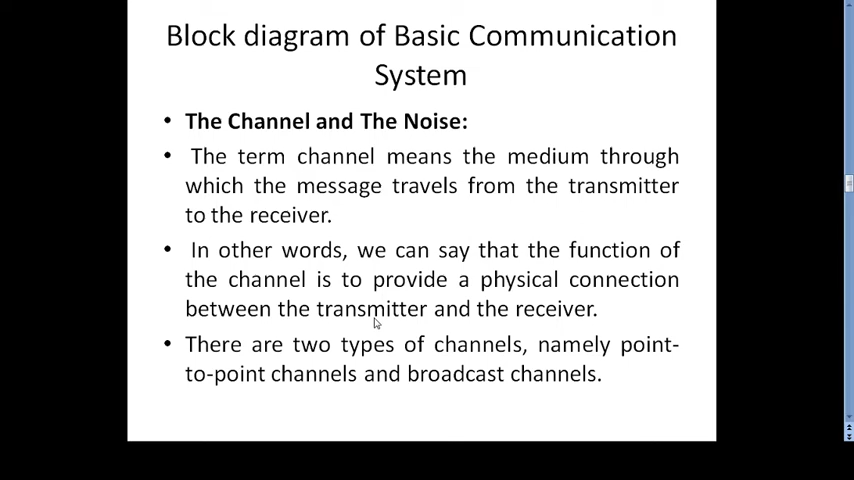 Block diagram of Basic Communication
System
• The Channel and The Noise:
• The term channel means the medium through
which the message travels from the transmitter
to the receiver.
• In other words, we can say that the function of
the channel is to provide a physical connection
between the transmitter and the receiver.
• There are two types of channels, namely point-
to-point channels and broadcast channels.